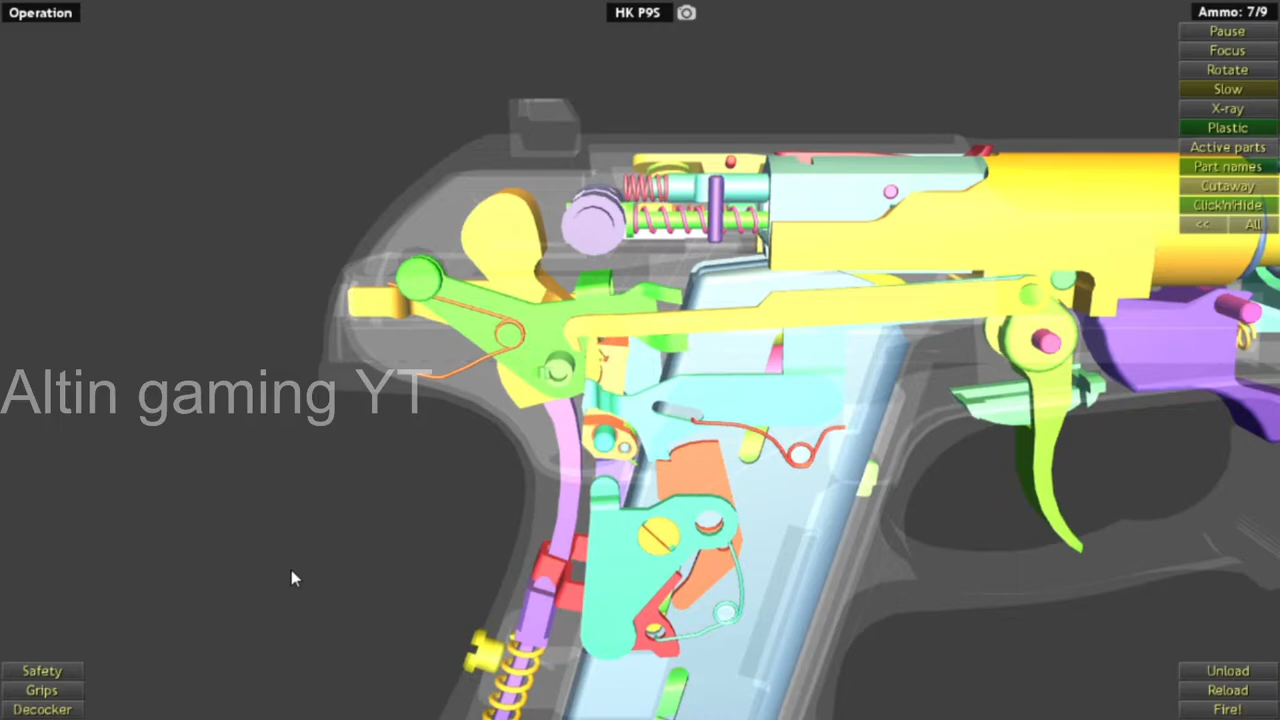 Operation
HK P9S
Ammo: 7/9
Pause
Focus
Rotate
Slow
X-ray
Plastic
Active parts
Part names
Cutaway
Click'n'Hide
<< All
Altin gaming YT
Safety
Grips
Decocker
Unload
Reload
Fire!